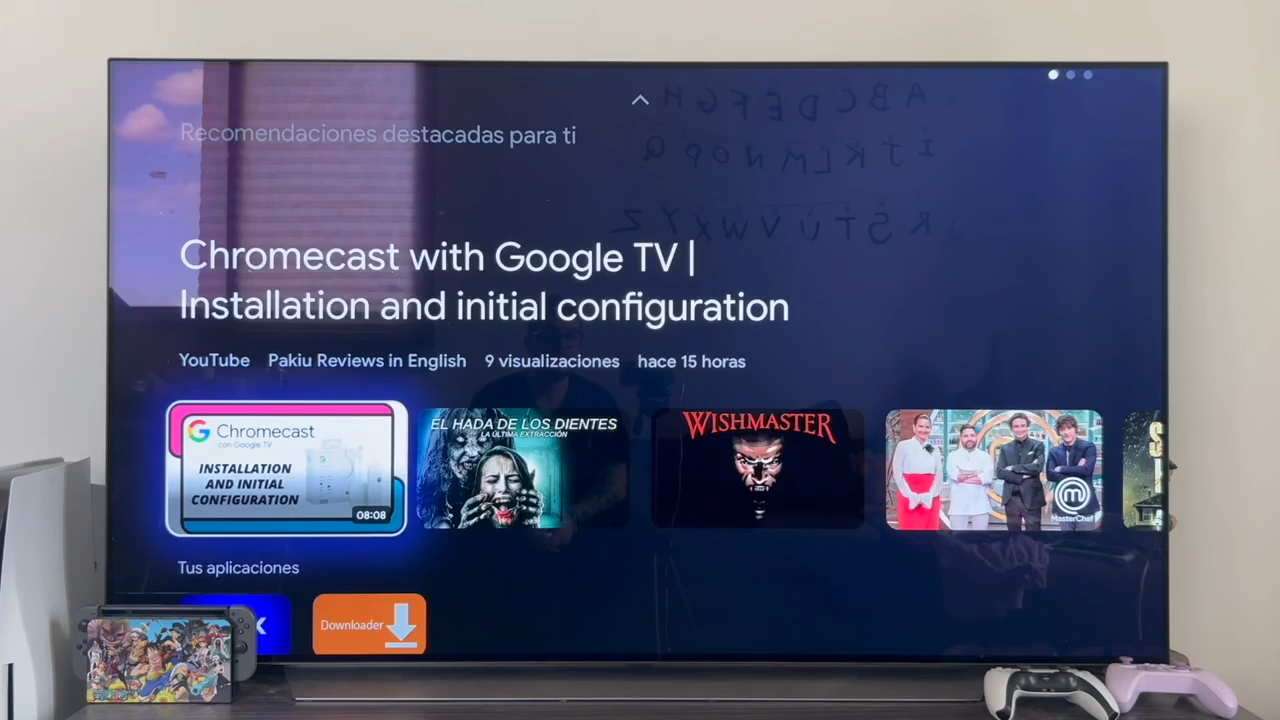 A B C D E F G H
I J K L M N O P Q
R S T U V W X Y Z
Recomendaciones destacadas para ti
Chromecast with Google TV |
Installation and initial configuration
YouTube Pakiu Reviews in English 9 visualizaciones hace 15 horas
G Chromecast
con Google TV
INSTALLATION
AND INITIAL
CONFIGURATION
08:08
EL HADA DE LOS DIENTES
LA ÚLTIMA EXTRACCIÓN
WISHMASTER
MasterChef
Tus aplicaciones
Downloader